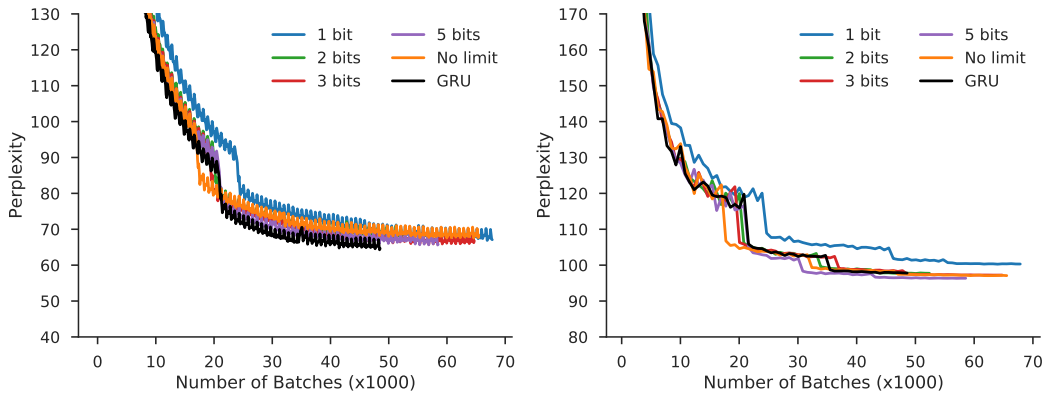 130
120
110
100
90
80
70
60
50
40
Perplexity
0 10 20 30 40 50 60 70
Number of Batches (x1000)
1 bit 5 bits
2 bits No limit
3 bits GRU
170
160
150
140
130
120
110
100
90
80
Perplexity
0 10 20 30 40 50 60 70
Number of Batches (x1000)
1 bit 5 bits
2 bits No limit
3 bits GRU